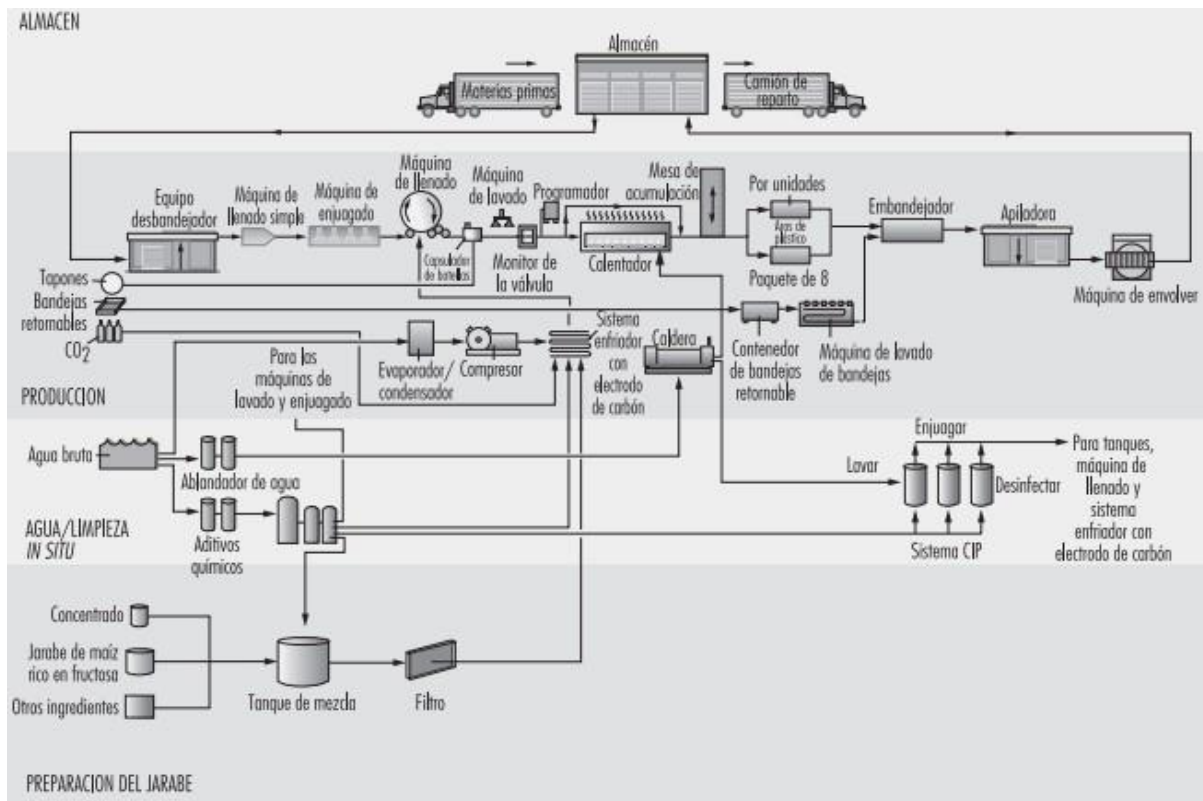 ALMACEN
Almacén
Materias primas
Camión de
reparto
Equipo
desbandejador
Máquina de
llenado simple
Máquina de
enjuagado
Máquina
de llenado
Capsulador
de botellas
Máquina
de lavado
Programador
Monitor de
la válvula
Calentador
Mesa de
acumulación
Por unidades
Asas de
plástico
Paquete de 8
Embandejador
Apiladora
Máquina de envolver
Tapones
Bandejas
retornables
CO2
Para las
máquinas de
lavado y enjuagado
Evaporador/
condensador
Compresor
Sistema
enfriador
con
electrodo
de carbón
Caldera
Contenedor
de bandejas
retornable
Máquina de lavado
de bandejas
PRODUCCION
Agua bruta
Ablandador de agua
Aditivos
químicos
Lavar
Enjuagar
Desinfectar
Sistema CIP
Para tanques,
máquina de
llenado y
sistema
enfriador con
electrodo de carbón
AGUA/LIMPIEZA
IN SITU
Concentrado
Jarabe de maíz
rico en fructosa
Otros ingredientes
Tanque de mezcla
Filtro
PREPARACION DEL JARABE